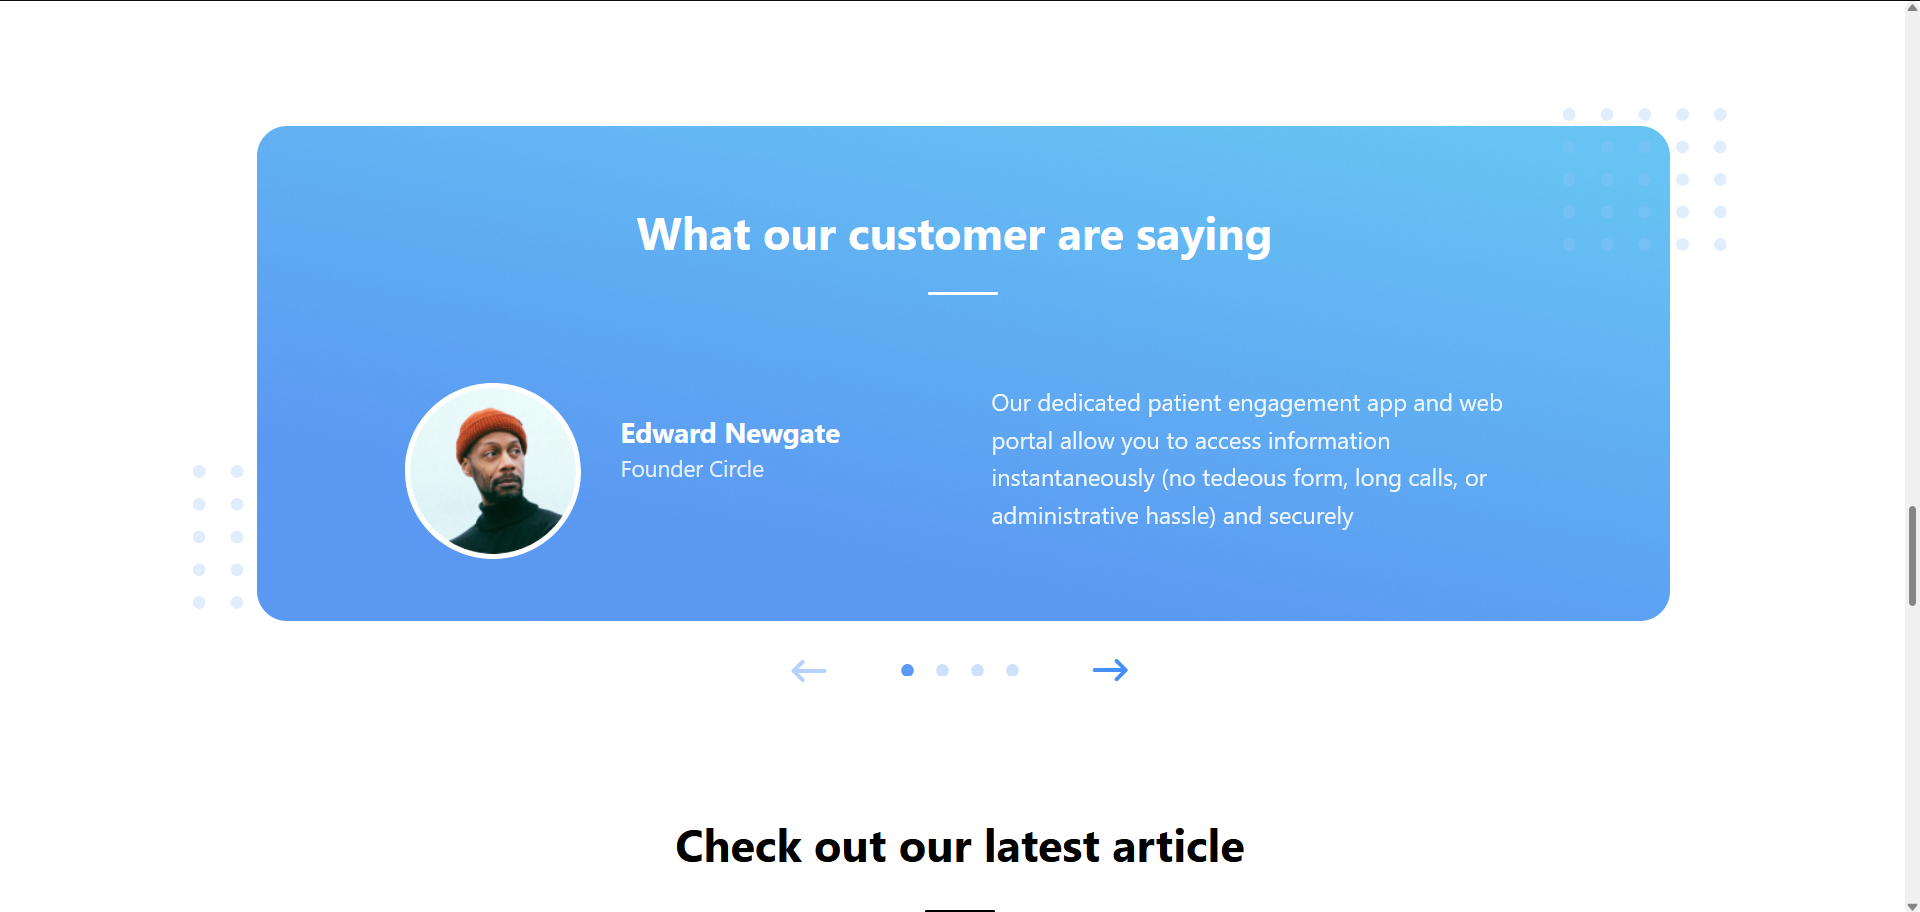 What our customer are saying
Edward Newgate
Founder Circle
Our dedicated patient engagement app and web
portal allow you to access information
instantaneously (no tedeous form, long calls, or
administrative hassle) and securely
Check out our latest article